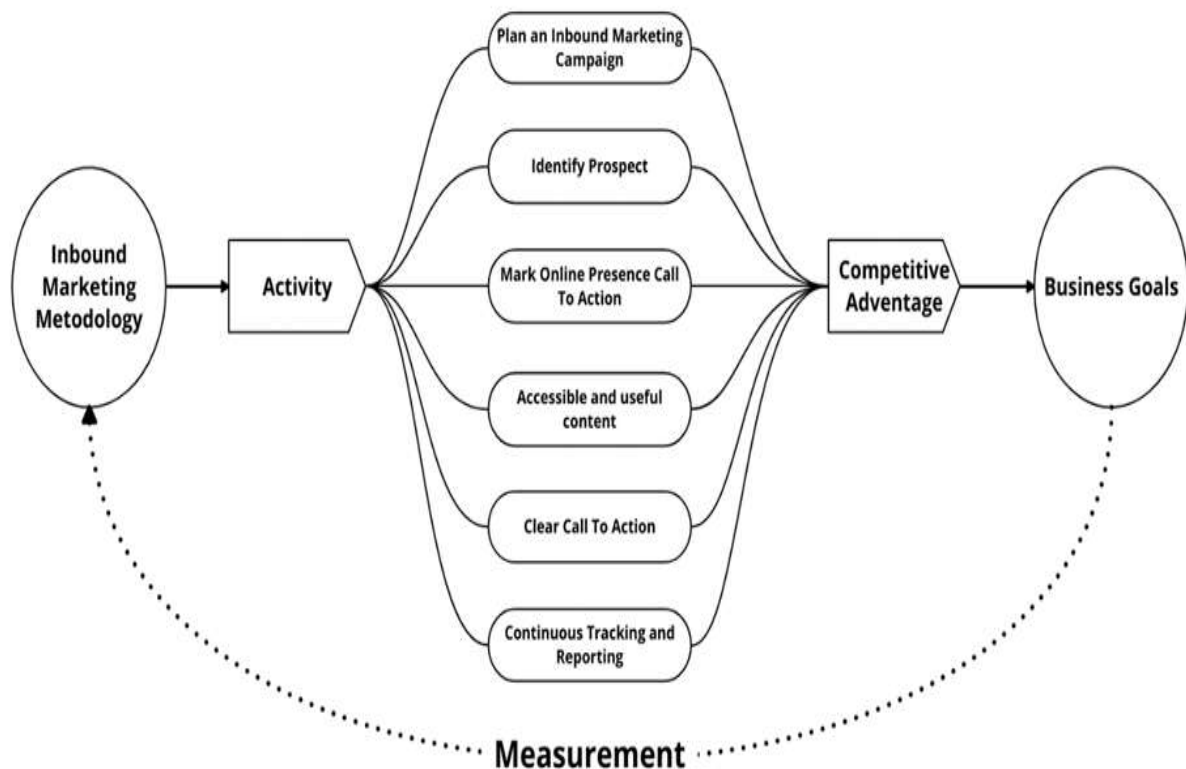 Plan an Inbound Marketing
Campaign
Identify Prospect
Inbound
Marketing
Metodology
Activity
Mark Online Presence Call
To Action
Competitive
Adventage
Business Goals
Accessible and useful
content
Clear Call To Action
Continuous Tracking and
Reporting
Measurement